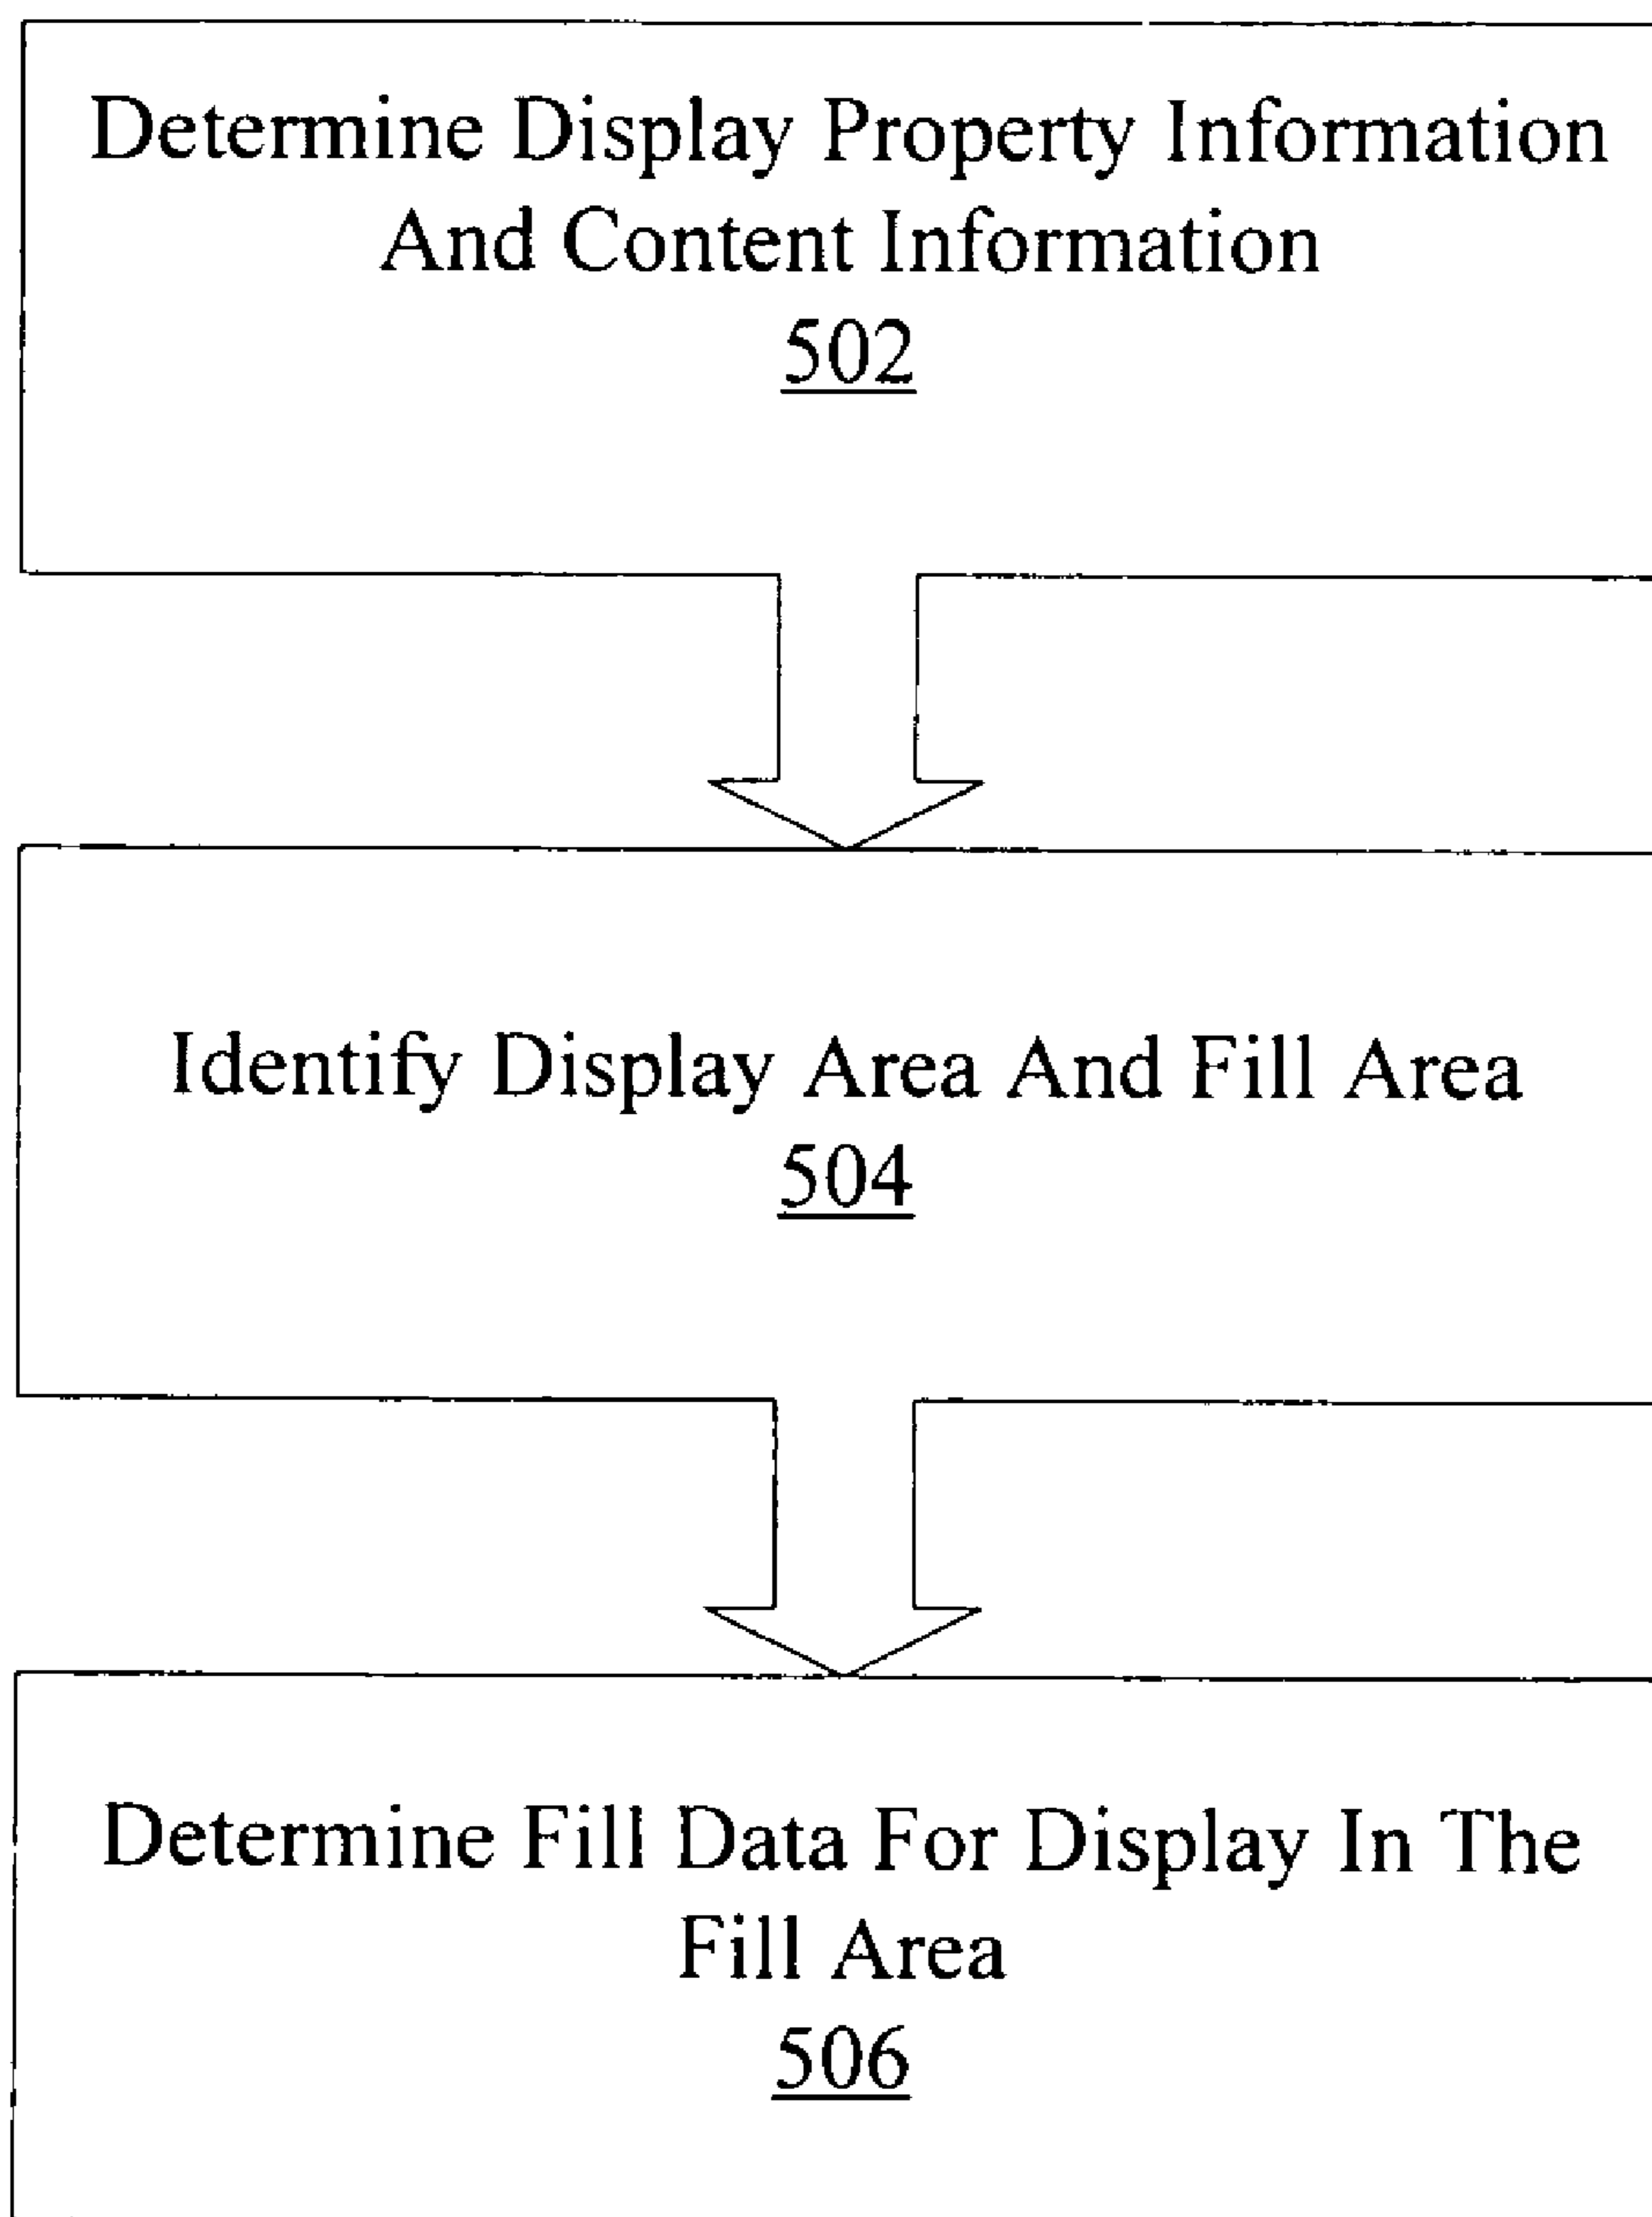 Determine Display Property Information
And Content Information
502
Identify Display Area And Fill Area
504
Determine Fill Data For Display In The
Fill Area
506